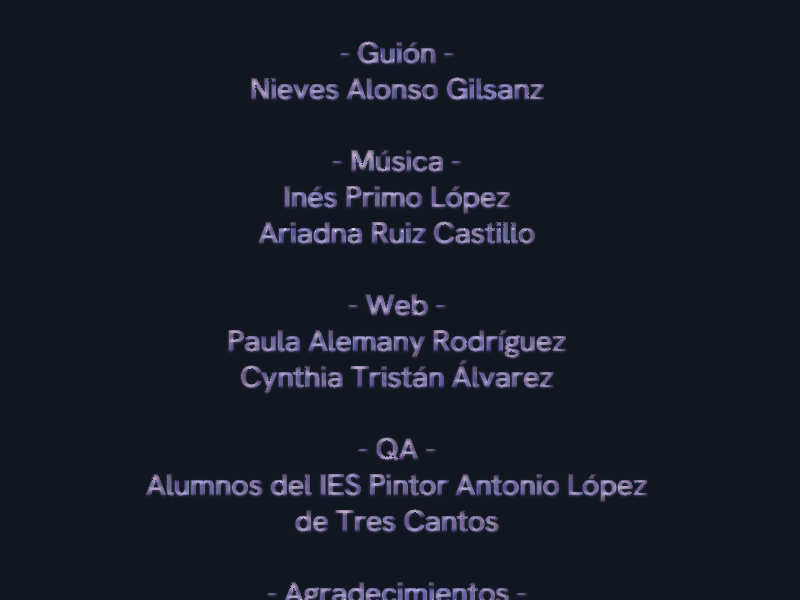 - Guión -
Nieves Alonso Gilsanz
- Música -
Inés Primo López
Ariadna Ruiz Castillo
- Web -
Paula Alemany Rodríguez
Cynthia Tristán Álvarez
- QA -
Alumnos del IES Pintor Antonio López
de Tres Cantos
- Agradecimientos -